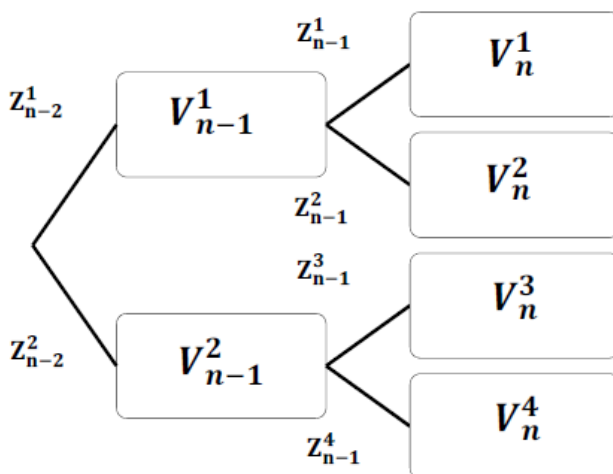 Z¹ₙ₋₁
V¹ₙ
Z¹ₙ₋₂
V¹ₙ₋₁
V²ₙ
Z²ₙ₋₁
Z³ₙ₋₁
V³ₙ
Z²ₙ₋₂
V²ₙ₋₁
V⁴ₙ
Z⁴ₙ₋₁